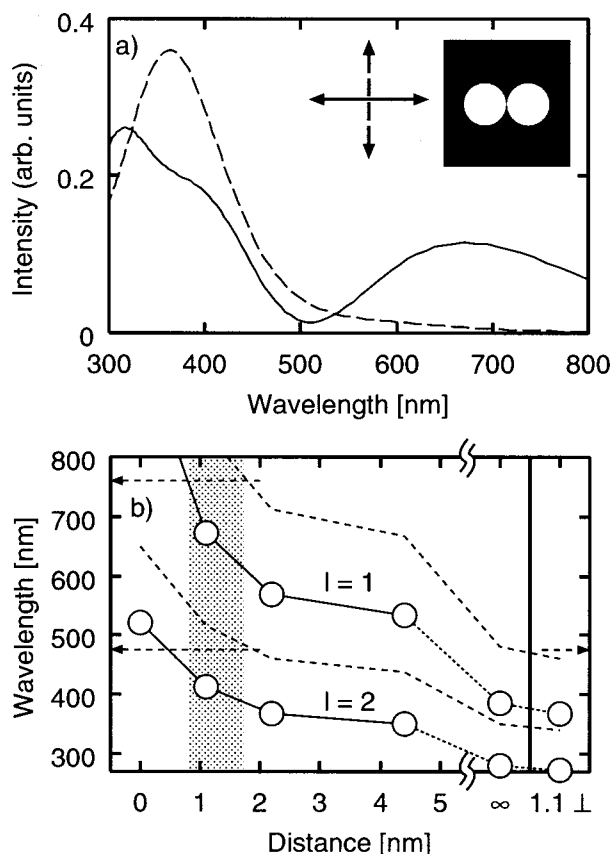 a)
Intensity (arb. units)
0.4
0.2
0
300 400 500 600 700 800
Wavelength [nm]
b)
Wavelength [nm]
800
700
600
500
400
300
l = 1
l = 2
0 1 2 3 4 5 ∞ 1.1 ⊥
Distance [nm]